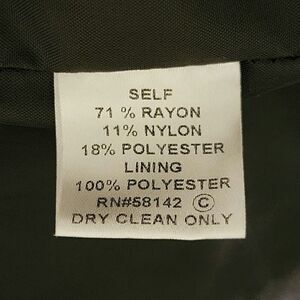 SELF
71 % RAYON
11% NYLON
18% POLYESTER
LINING
100% POLYESTER
RN#58142 Ⓒ
DRY CLEAN ONLY